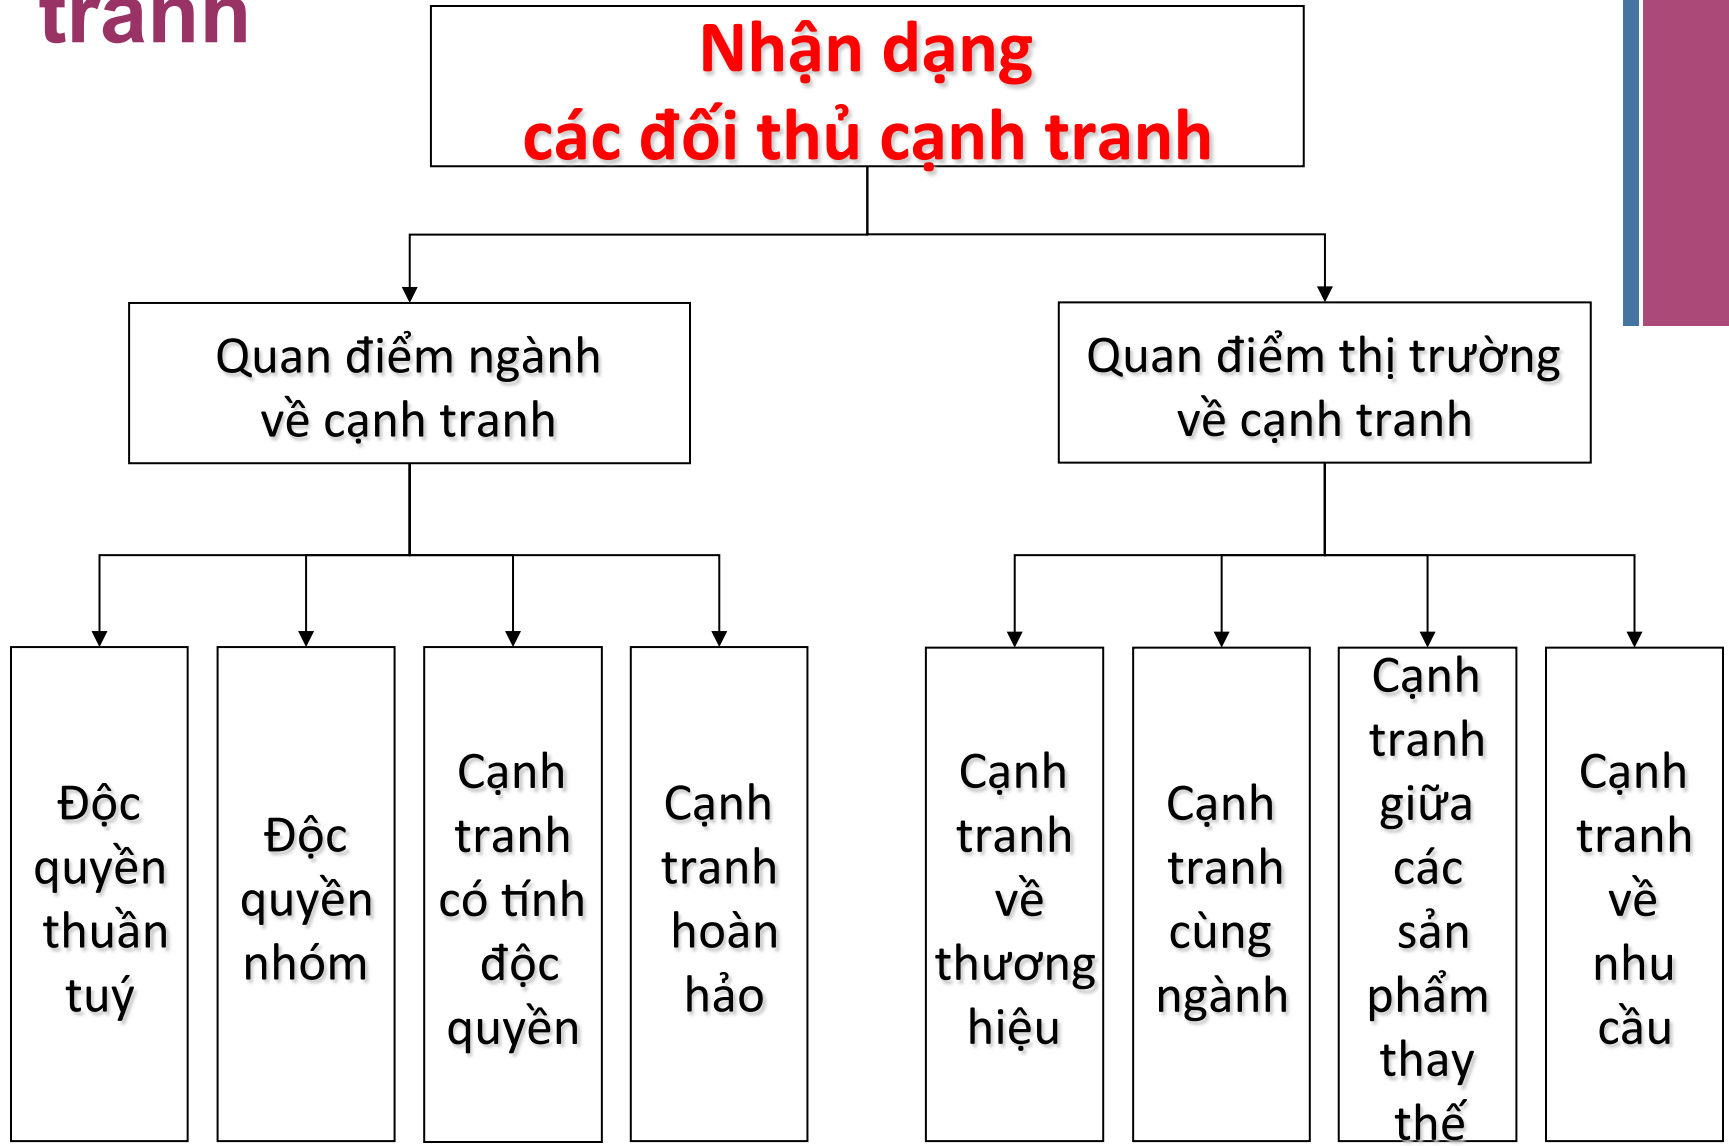 tranh
Nhận dạng
các đối thủ cạnh tranh
Quan điểm ngành
về cạnh tranh
Quan điểm thị trường
về cạnh tranh
Độc
quyền
thuần
tuý
Độc
quyền
nhóm
Cạnh
tranh
có tính
độc
quyền
Cạnh
tranh
hoàn
hảo
Cạnh
tranh
về
thương
hiệu
Cạnh
tranh
cùng
ngành
Cạnh
tranh
giữa
các
sản
phẩm
thay
thế
Cạnh
tranh
về
nhu
cầu